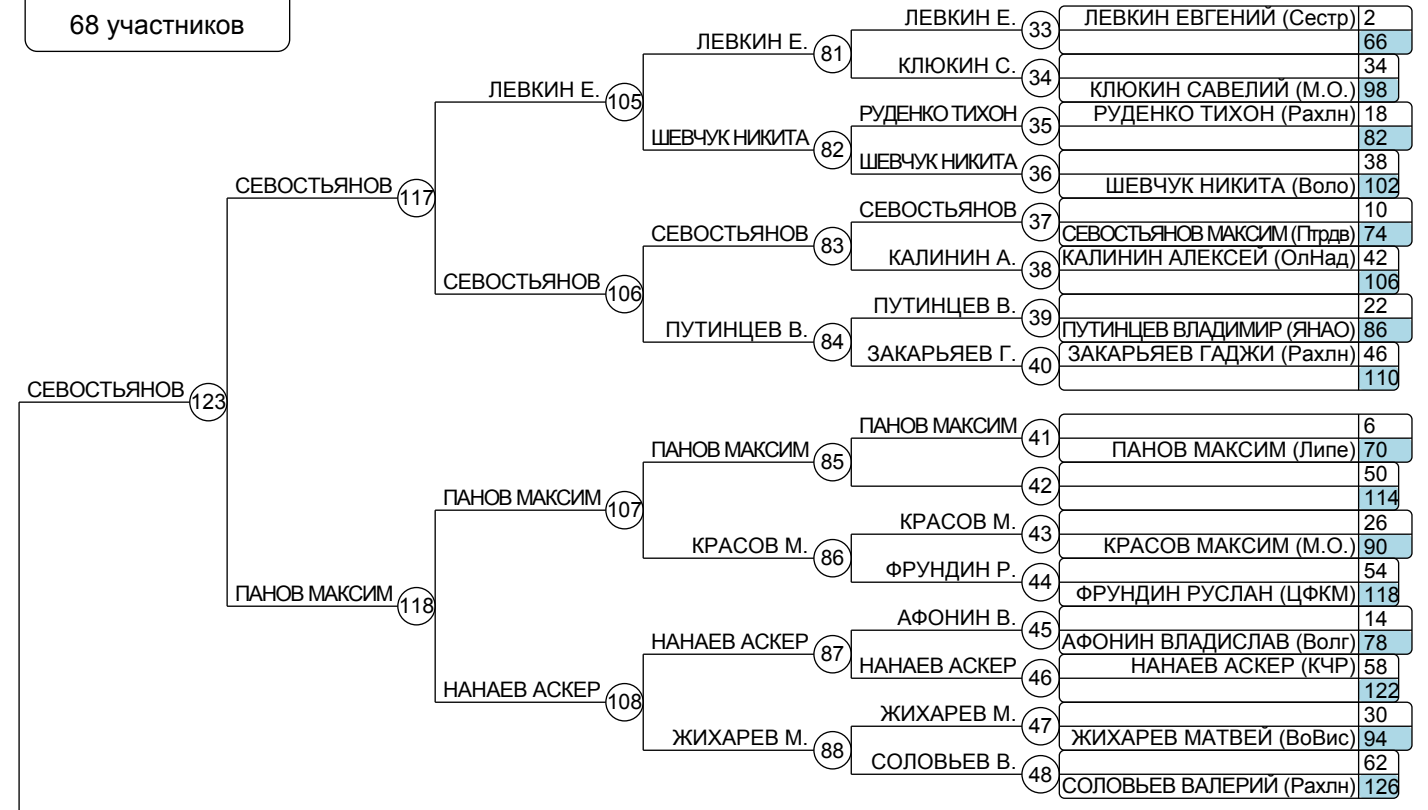 68 участников
ЛЕВКИН Е. 33 ЛЕВКИН ЕВГЕНИЙ (Сестр) 2
ЛЕВКИН Е. 81 66
КЛЮКИН С. 34 34
ЛЕВКИН Е. 105 КЛЮКИН САВЕЛИЙ (М.О.) 98
РУДЕНКО ТИХОН 35 РУДЕНКО ТИХОН (Рахлн) 18
ШЕВЧУК НИКИТА 82 82
ШЕВЧУК НИКИТА 36 38
СЕВОСТЬЯНОВ 117 ШЕВЧУК НИКИТА (Воло) 102
СЕВОСТЬЯНОВ 37 10
СЕВОСТЬЯНОВ 83 СЕВОСТЬЯНОВ МАКСИМ (Птрдв) 74
КАЛИНИН А. 38 КАЛИНИН АЛЕКСЕЙ (ОлНад) 42
СЕВОСТЬЯНОВ 106 106
ПУТИНЦЕВ В. 39 22
ПУТИНЦЕВ В. 84 ПУТИНЦЕВ ВЛАДИМИР (ЯНАО) 86
ЗАКАРЬЯЕВ Г. 40 ЗАКАРЬЯЕВ ГАДЖИ (Рахлн) 46
110
СЕВОСТЬЯНОВ 123
ПАНОВ МАКСИМ 41 6
ПАНОВ МАКСИМ 85 ПАНОВ МАКСИМ (Липе) 70
42 50
ПАНОВ МАКСИМ 107 114
КРАСОВ М. 43 26
КРАСОВ М. 86 КРАСОВ МАКСИМ (М.О.) 90
ФРУНДИН Р. 44 54
ПАНОВ МАКСИМ 118 ФРУНДИН РУСЛАН (ЦФКМ) 118
АФОНИН В. 45 14
НАНАЕВ АСКЕР 87 АФОНИН ВЛАДИСЛАВ (Волг) 78
НАНАЕВ АСКЕР 46 НАНАЕВ АСКЕР (КЧР) 58
НАНАЕВ АСКЕР 108 122
ЖИХАРЕВ М. 47 30
ЖИХАРЕВ М. 88 ЖИХАРЕВ МАТВЕЙ (ВоВис) 94
СОЛОВЬЕВ В. 48 62
СОЛОВЬЕВ ВАЛЕРИЙ (Рахлн) 126